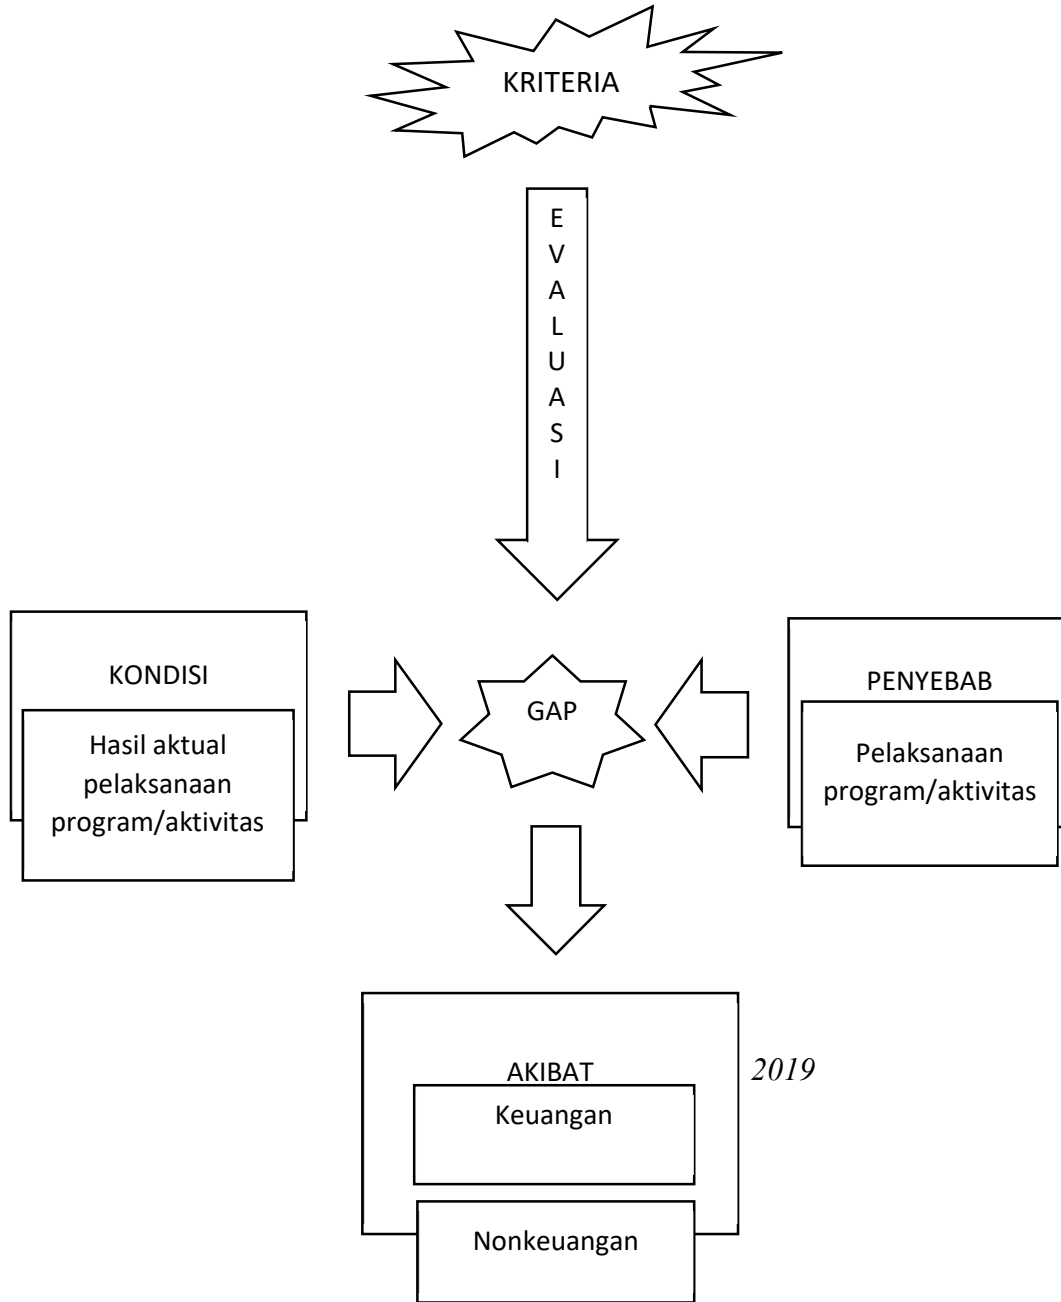 KRITERIA
E
V
A
L
U
A
S
I
KONDISI
Hasil aktual
pelaksanaan
program/aktivitas
GAP
PENYEBAB
Pelaksanaan
program/aktivitas
AKIBAT
2019
Keuangan
Nonkeuangan